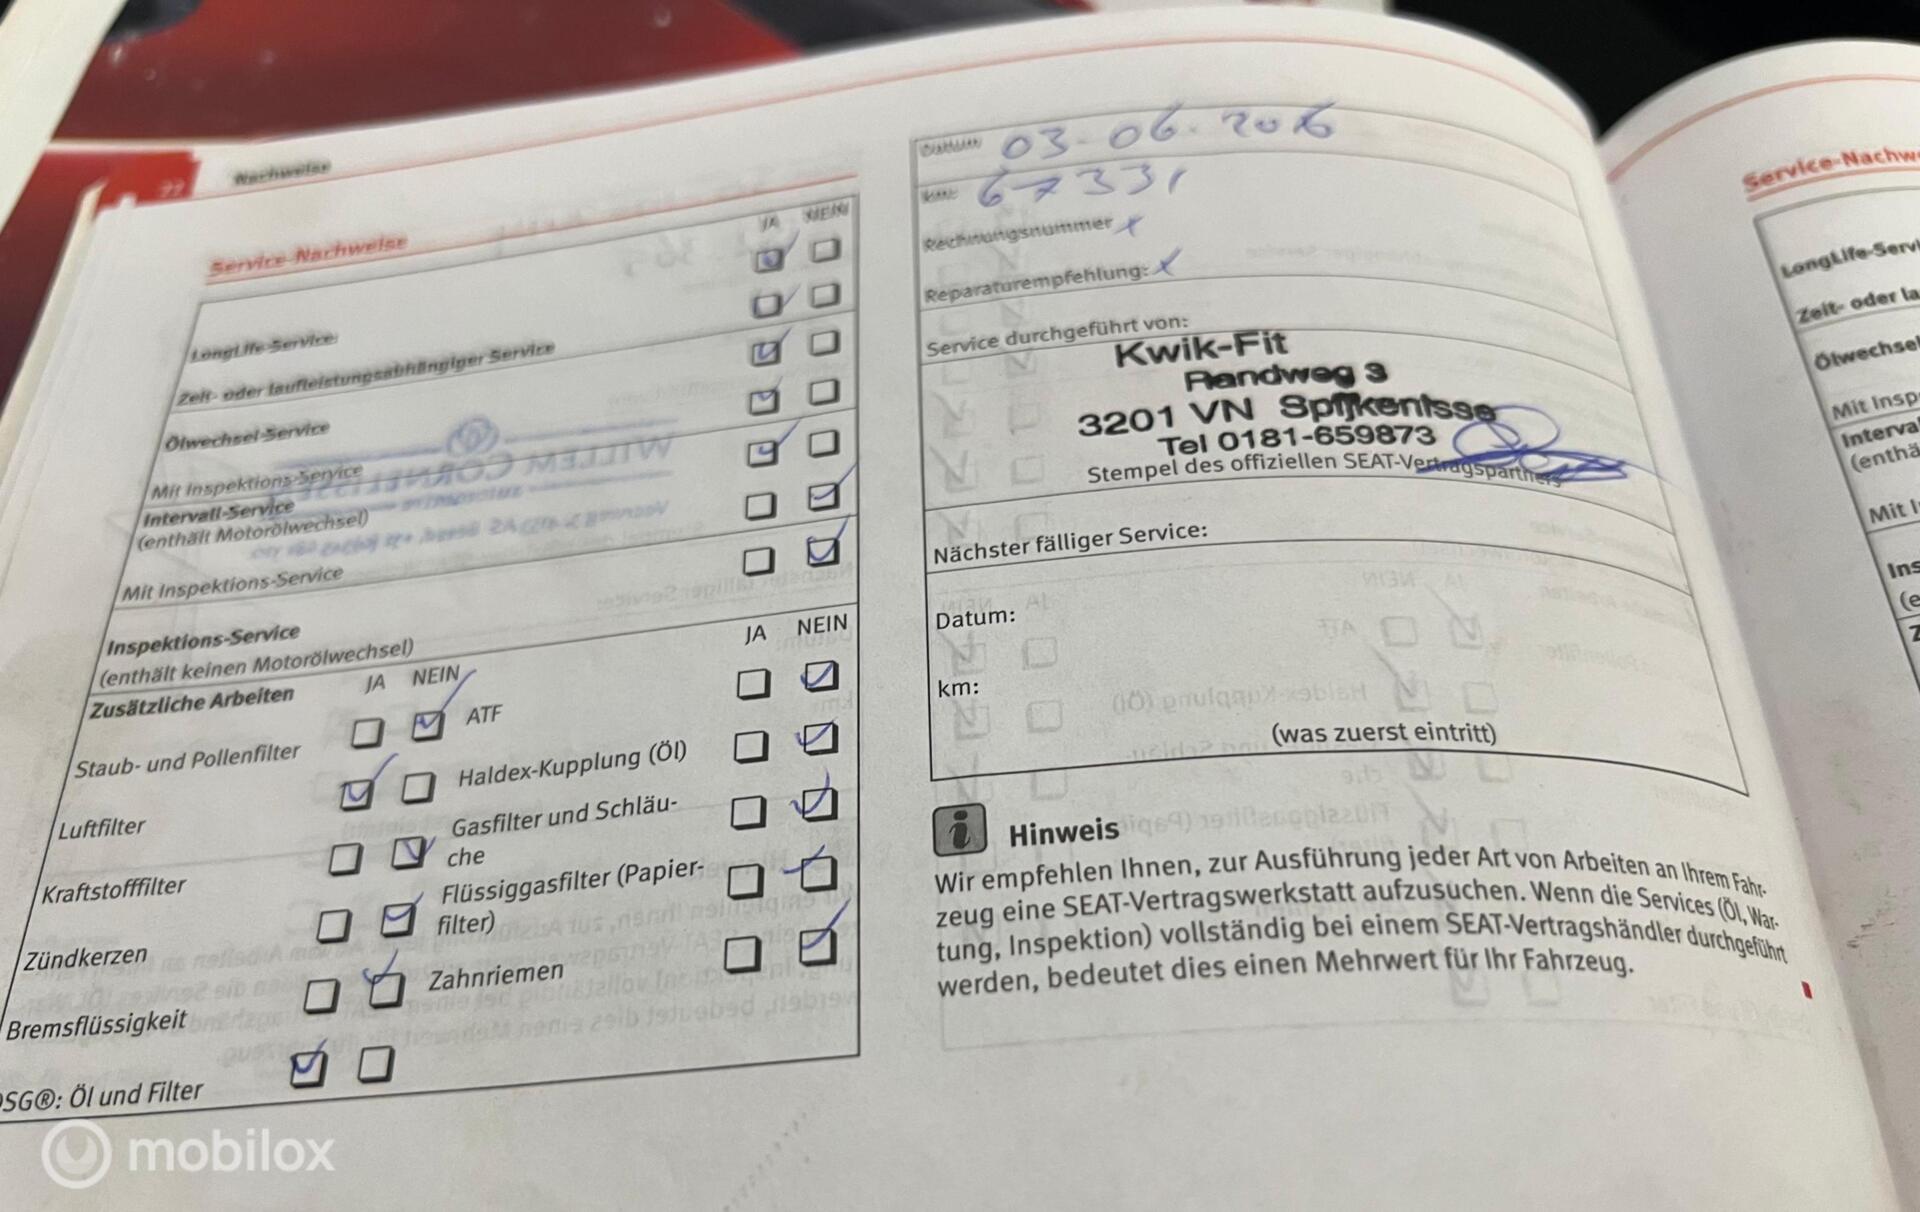 22
Nachweise
Service-Nachweise
JA NEIN
LongLife-Service:
Zeit- oder laufleistungsabhängiger Service
Ölwechsel-Service
Mit Inspektions-Service
Intervall-Service
(enthält Motorölwechsel)
Mit Inspektions-Service
Inspektions-Service
(enthält keinen Motorölwechsel)
Zusätzliche Arbeiten JA NEIN JA NEIN
Staub- und Pollenfilter ATF
Luftfilter Haldex-Kupplung (Öl)
Kraftstofffilter Gasfilter und Schläu-
che
Zündkerzen Flüssiggasfilter (Papier-
filter)
Bremsflüssigkeit Zahnriemen
DSG®: Öl und Filter
Datum 03-06-2016
km: 67331
Rechnungsnummer x
Reparaturempfehlung: x
Service durchgeführt von:
Kwik-Fit
Randweg 3
3201 VN Spijkenisse
Tel 0181-659873
Stempel des offiziellen SEAT-Vertragspartners
Nächster fälliger Service:
Datum:
km:
(was zuerst eintritt)
i Hinweis
Wir empfehlen Ihnen, zur Ausführung jeder Art von Arbeiten an Ihrem Fahr-
zeug eine SEAT-Vertragswerkstatt aufzusuchen. Wenn die Services (Öl, War-
tung, Inspektion) vollständig bei einem SEAT-Vertragshändler durchgeführt
werden, bedeutet dies einen Mehrwert für Ihr Fahrzeug.
Service-Nachw
LongLife-Servi
Zeit- oder la
Ölwechsel
Mit Insp
Interva
(enthä
Mit I
Ins
(e
Z
mobilox